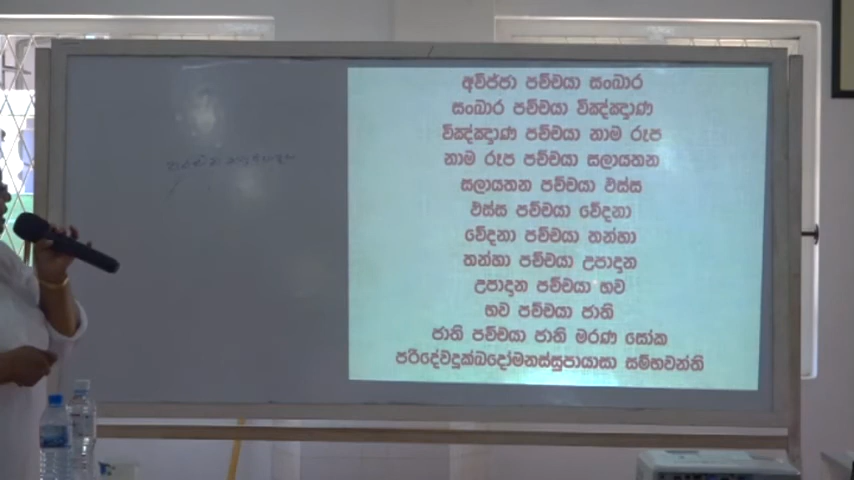 අවිජ්ජා පච්චයා සංඛාර
සංඛාර පච්චයා විඤ්ඤාණ
විඤ්ඤාණ පච්චයා නාම රූප
නාම රූප පච්චයා සලායතන
සලායතන පච්චයා ඵස්ස
ඵස්ස පච්චයා වේදනා
වේදනා පච්චයා තන්හා
තන්හා පච්චයා උපාදාන
උපාදාන පච්චයා භව
භව පච්චයා ජාති
ජාති පච්චයා ජාති මරණ සෝක
පරිදේවදුක්ඛදෝමනස්සුපායාසා සම්භවන්ති